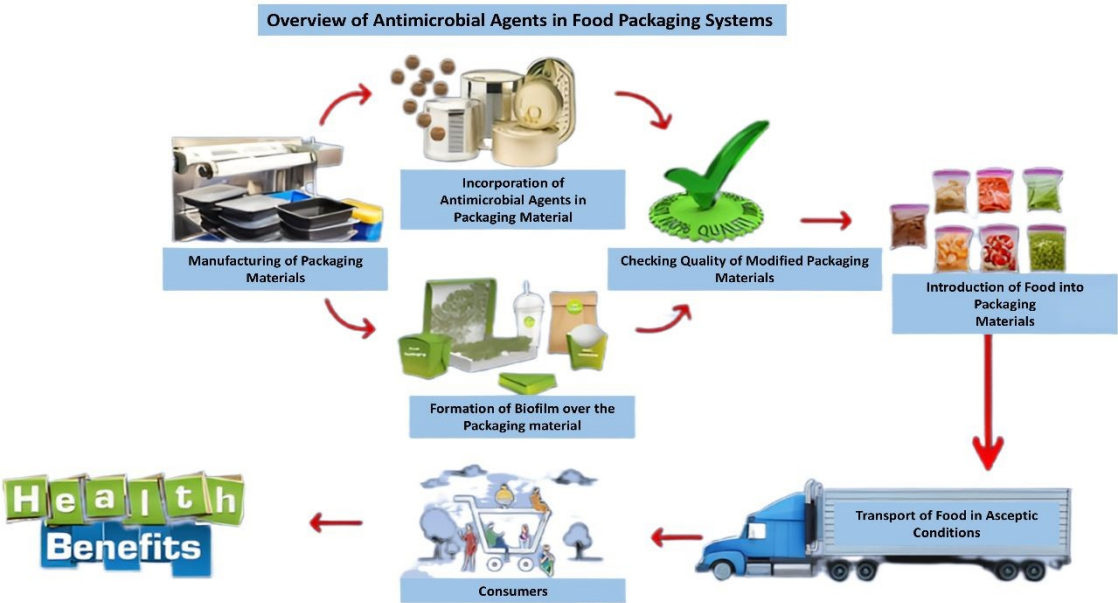 Overview of Antimicrobial Agents in Food Packaging Systems
Incorporation of
Antimicrobial Agents in
Packaging Material
Manufacturing of Packaging
Materials
QUALITY
Checking Quality of Modified Packaging
Materials
Introduction of Food into
Packaging
Materials
Formation of Biofilm over the
Packaging material
Transport of Food in Asceptic
Conditions
Consumers
Health
Benefits